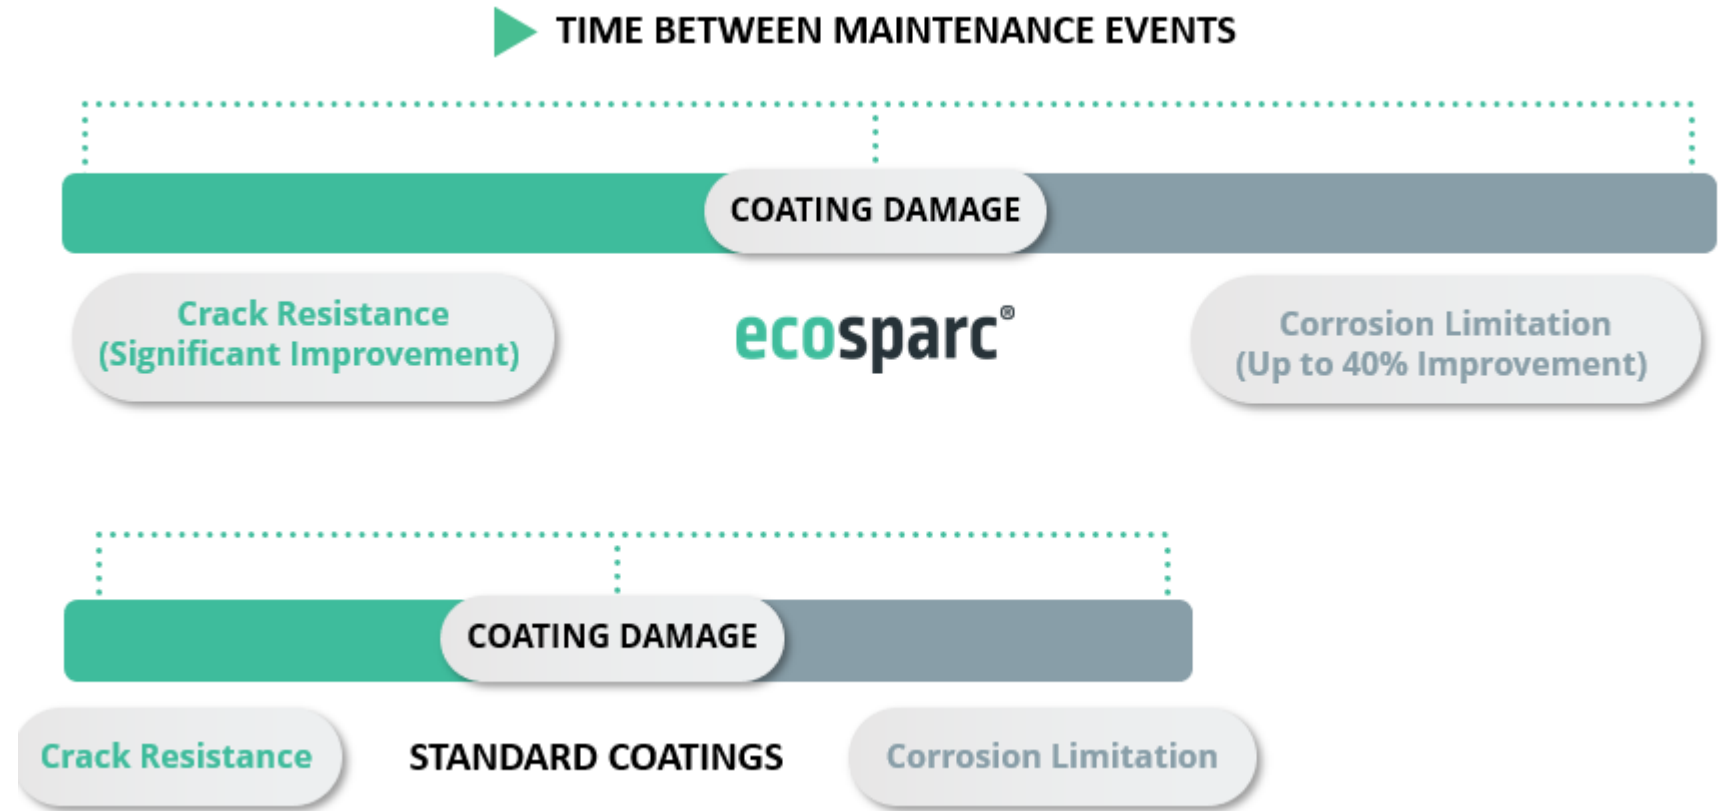 TIME BETWEEN MAINTENANCE EVENTS
COATING DAMAGE
Crack Resistance
(Significant Improvement)
ecosparc®
Corrosion Limitation
(Up to 40% Improvement)
COATING DAMAGE
Crack Resistance
STANDARD COATINGS
Corrosion Limitation